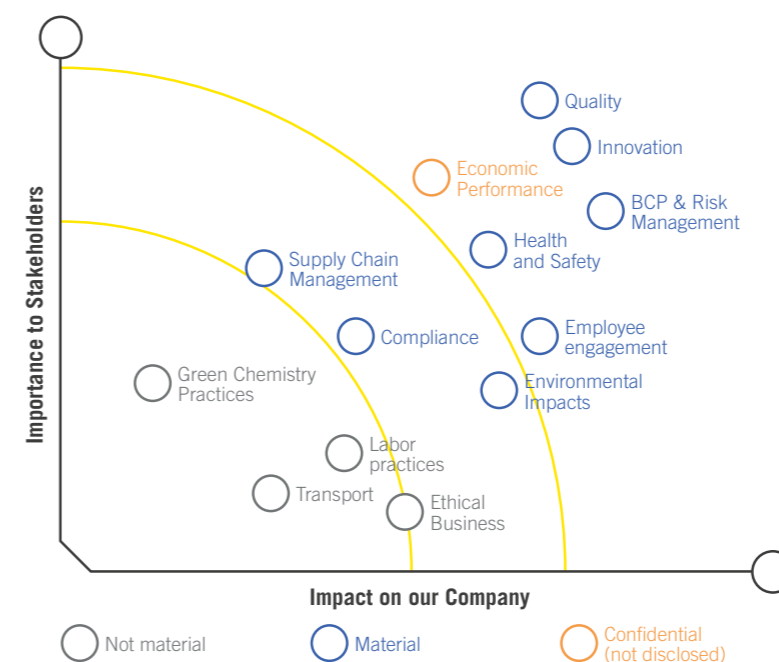 Quality
Innovation
Economic
Performance
BCP & Risk
Management
Health
and Safety
Supply Chain
Management
Compliance
Employee
engagement
Green Chemistry
Practices
Environmental
Impacts
Labor
practices
Transport
Ethical
Business
Importance to Stakeholders
Impact on our Company
Not material
Material
Confidential
(not disclosed)